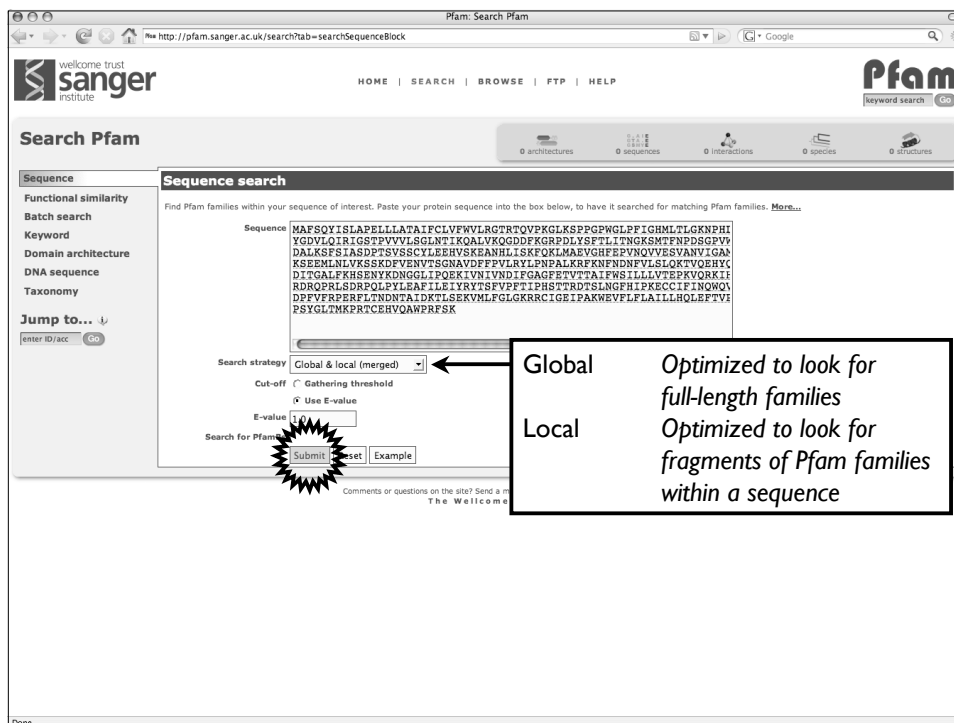 Pfam: Search Pfam
http://pfam.sanger.ac.uk/search?tab=searchSequenceBlock
G Google
wellcome trust
sanger
institute
HOME | SEARCH | BROWSE | FTP | HELP
Pfam
keyword search Go
Search Pfam
0 architectures 0 sequences 0 interactions 0 species 0 structures
Sequence
Functional similarity
Batch search
Keyword
Domain architecture
DNA sequence
Taxonomy
Jump to...
enter ID/acc Go
Sequence search
Find Pfam families within your sequence of interest. Paste your protein sequence into the box below, to have it searched for matching Pfam families. More...
Sequence
MAFSQYISLAPELLLATAIFCLVFWVLRGTRTQVPKGLKSPPGPWGLPFIGHMLTLGKNPHI
YGDVLQIRIGSTPVVVLSGLNTIKQALVKQGDDFKGRPDLYSFTLITNGKSMTFNPDSGPVW
DALKSFSIASDPTSVSSCYLEEHVSKEANHLISKFQKLMAEVGHFEPVNQVVESVANVIGAM
KSEEMLNLVKSSKDFVENVTSGNAVDFFPVLRYLPNPALKRFKNFNDNFVLSLQKTVQEHYQ
DITGALFKHSENYKDNGGLIPQEKIVNIVNDIFGAGFETVTTAIFWSILLLVTEPKVQRKIH
RDRQPRLSDRPQLPYLEAFILEIYRYTSFVPFTIPHSTTRDTSLNGFHIPKECCIFINQWQV
DPFVFRPERFLTNDNTAIDKTLSEKVMLFGLGKRRCIGEIPAKWEVFLFLAILLHQLEFTVP
PSYGLTMKPRTCEHVQAWPRFSK
Search strategy Global & local (merged)
Cut-off Gathering threshold
Use E-value
E-value 1.0
Search for
Submit Reset Example
Comments or questions on the site? Send a
The Wellcome
Global Optimized to look for
full-length families
Local Optimized to look for
fragments of Pfam families
within a sequence
Done